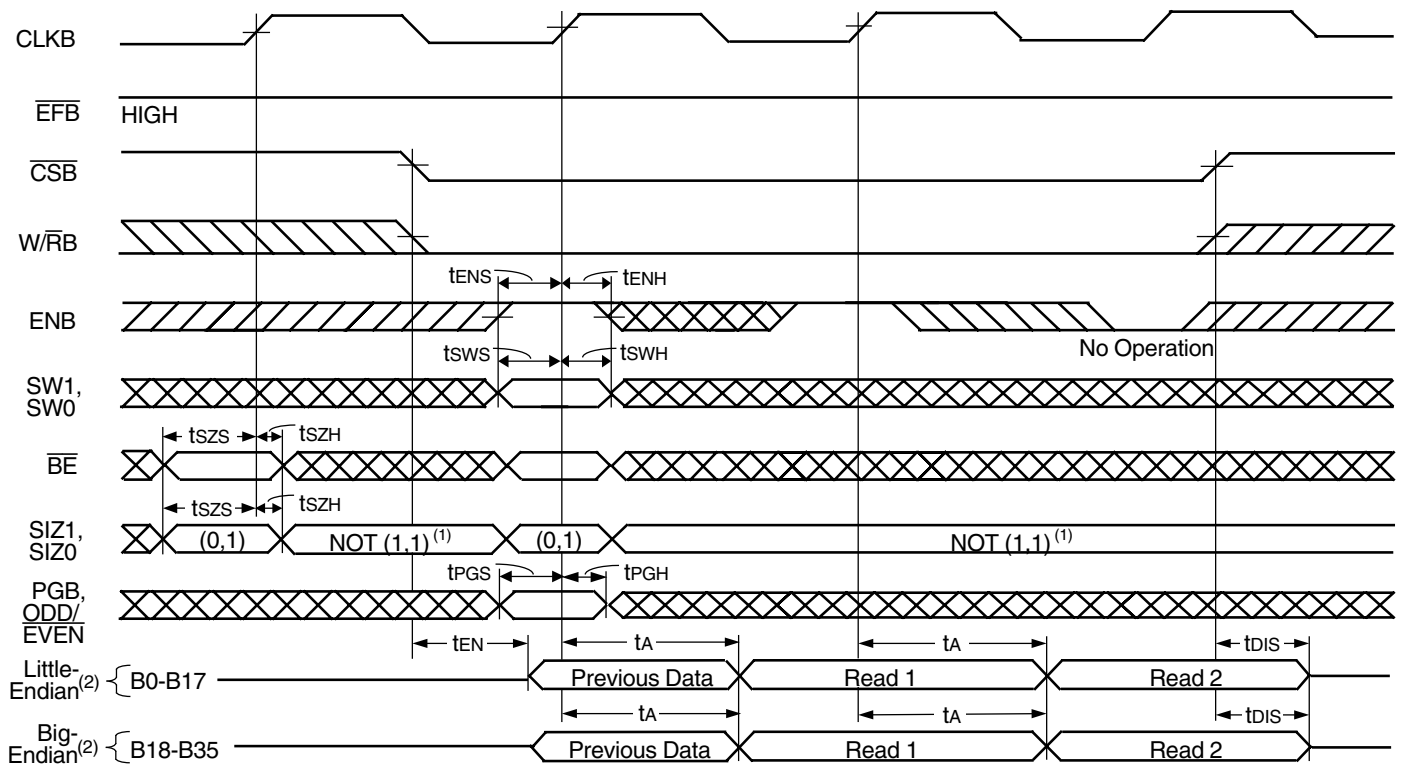 CLKB
EFB HIGH
CSB
W/RB
tENS tENH
ENB
No Operation
tSWS tSWH
SW1,
SW0
tSZS tSZH
BE
tSZS tSZH
SIZ1,
SIZ0
(0,1) NOT (1,1)(1) (0,1) NOT (1,1)(1)
tPGS tPGH
PGB,
ODD/
EVEN
tEN tA tA tDIS
Little-
Endian(2) { B0-B17 Previous Data Read 1 Read 2
tA tA tDIS
Big-
Endian(2) { B18-B35 Previous Data Read 1 Read 2